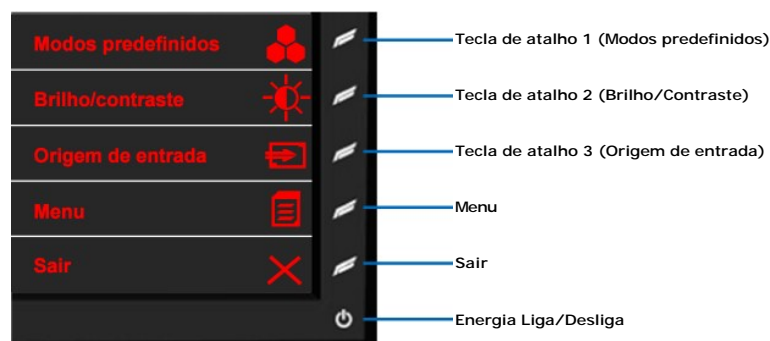 Modos predefinidos
Tecla de atalho 1 (Modos predefinidos)
Brilho/contraste
Tecla de atalho 2 (Brilho/Contraste)
Origem de entrada
Tecla de atalho 3 (Origem de entrada)
Menu
Menu
Sair
Sair
Energia Liga/Desliga